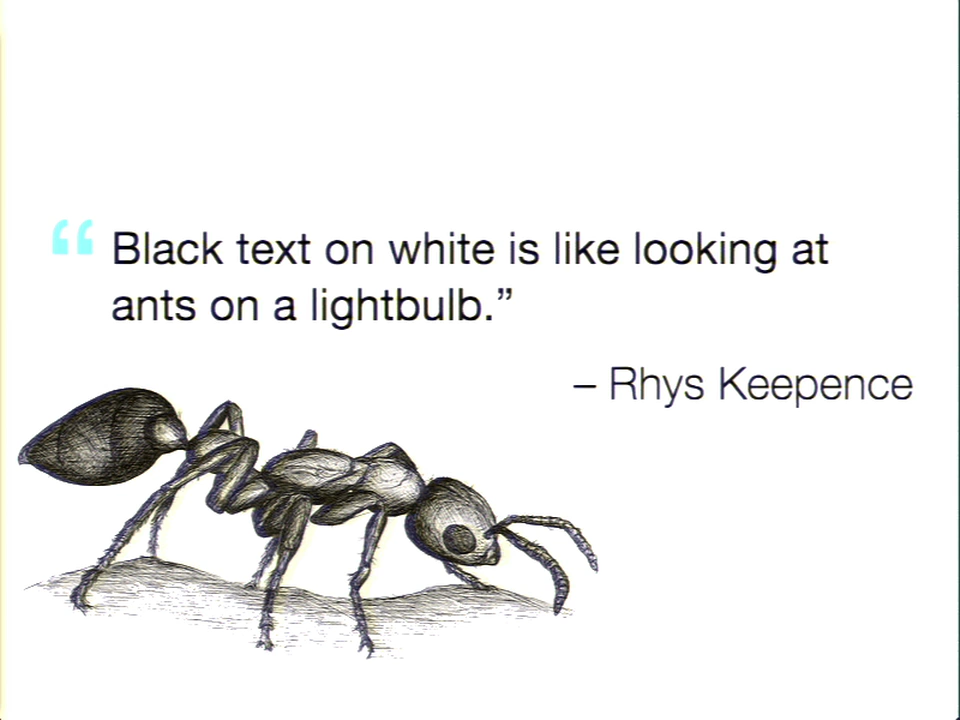 “Black text on white is like looking at
ants on a lightbulb.”
– Rhys Keepence